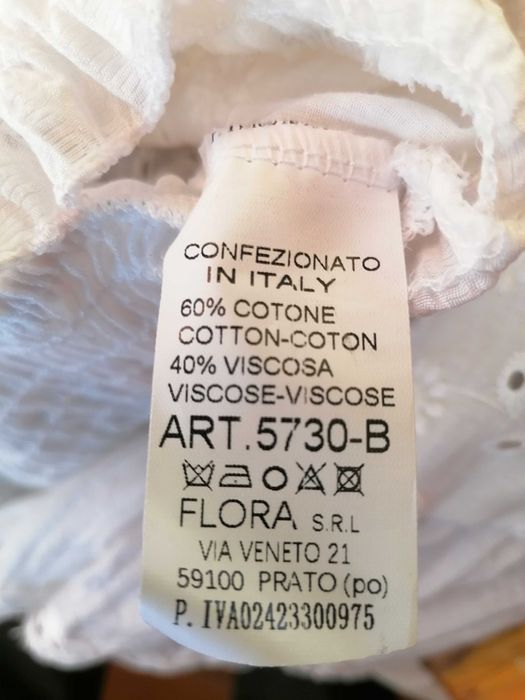 CONFEZIONATO
IN ITALY
60% COTONE
COTTON-COTON
40% VISCOSA
VISCOSE-VISCOSE
ART.5730-B
FLORA S.R.L
VIA VENETO 21
59100 PRATO (po)
P. IVA02423300975